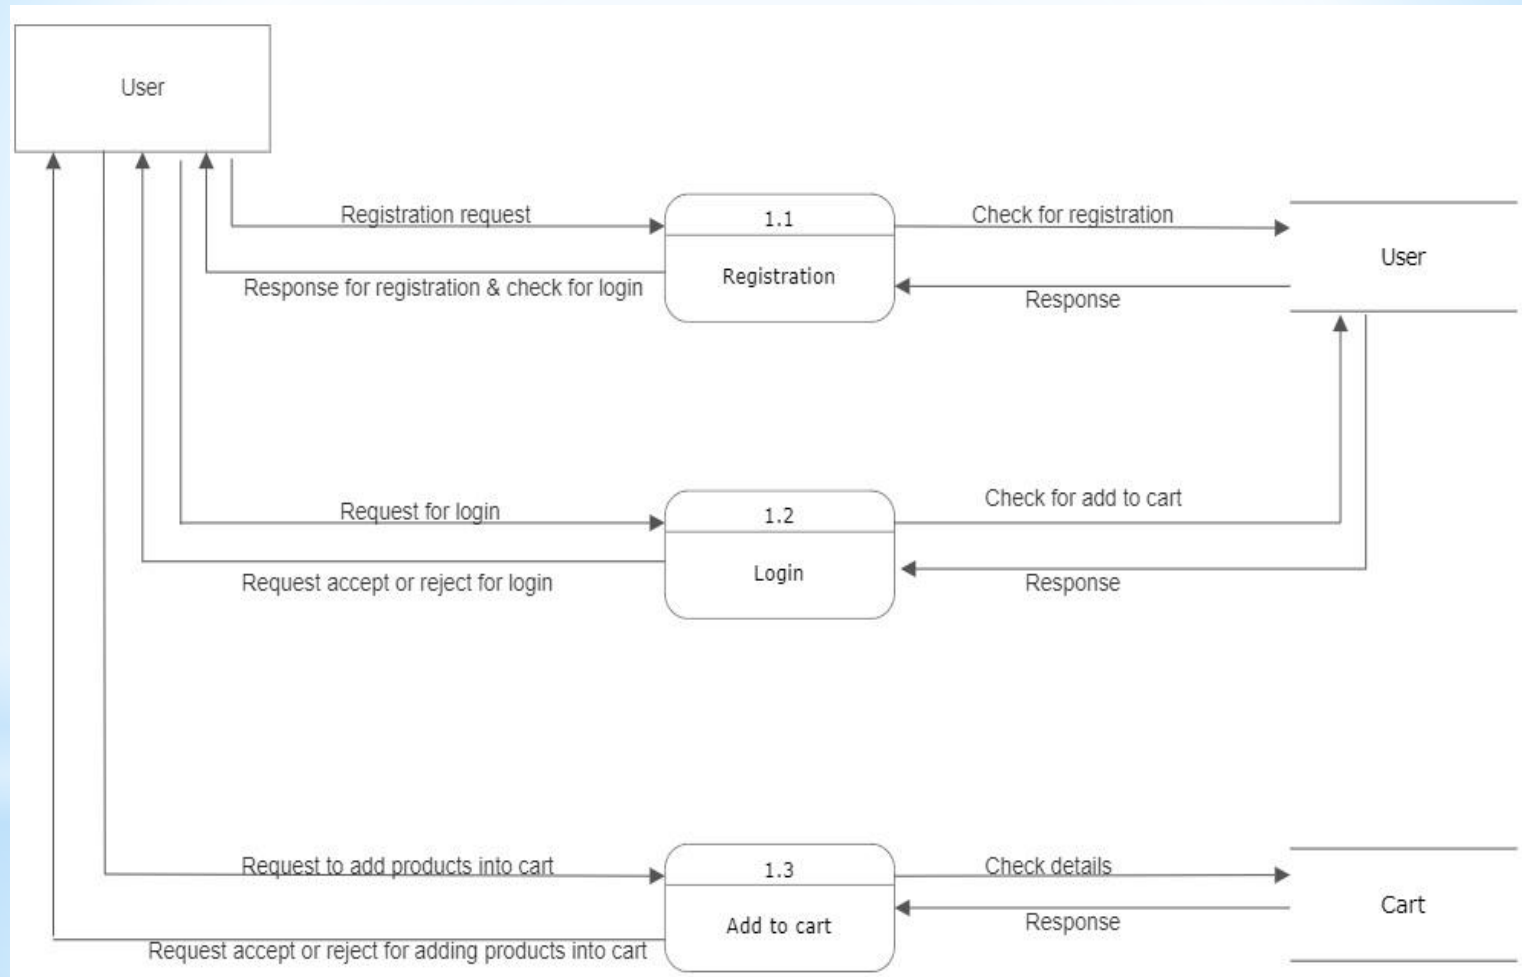 User
Registration request
1.1
Check for registration
Registration
User
Response for registration & check for login
Response
Request for login
1.2
Check for add to cart
Login
Request accept or reject for login
Response
Request to add products into cart
1.3
Check details
Add to cart
Cart
Request accept or reject for adding products into cart
Response